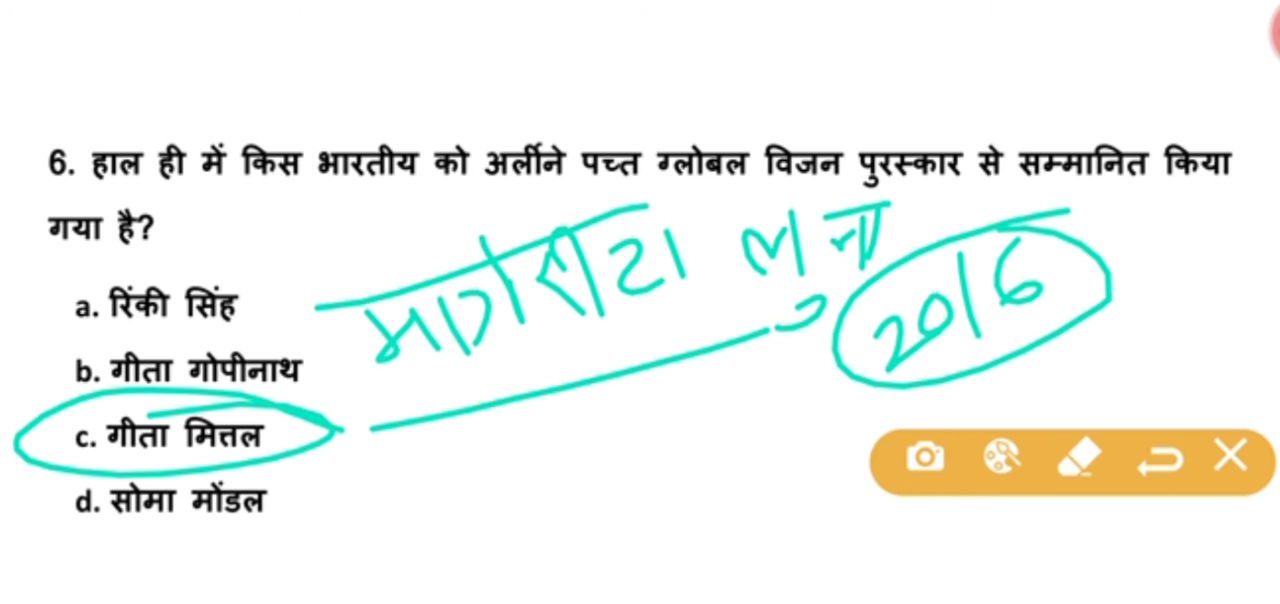 6. हाल ही में किस भारतीय को अर्लीने पच्त ग्लोबल विजन पुरस्कार से सम्मानित किया
गया है?
a. रिंकी सिंह
b. गीता गोपीनाथ
c. गीता मित्तल
d. सोमा मोंडल
2016